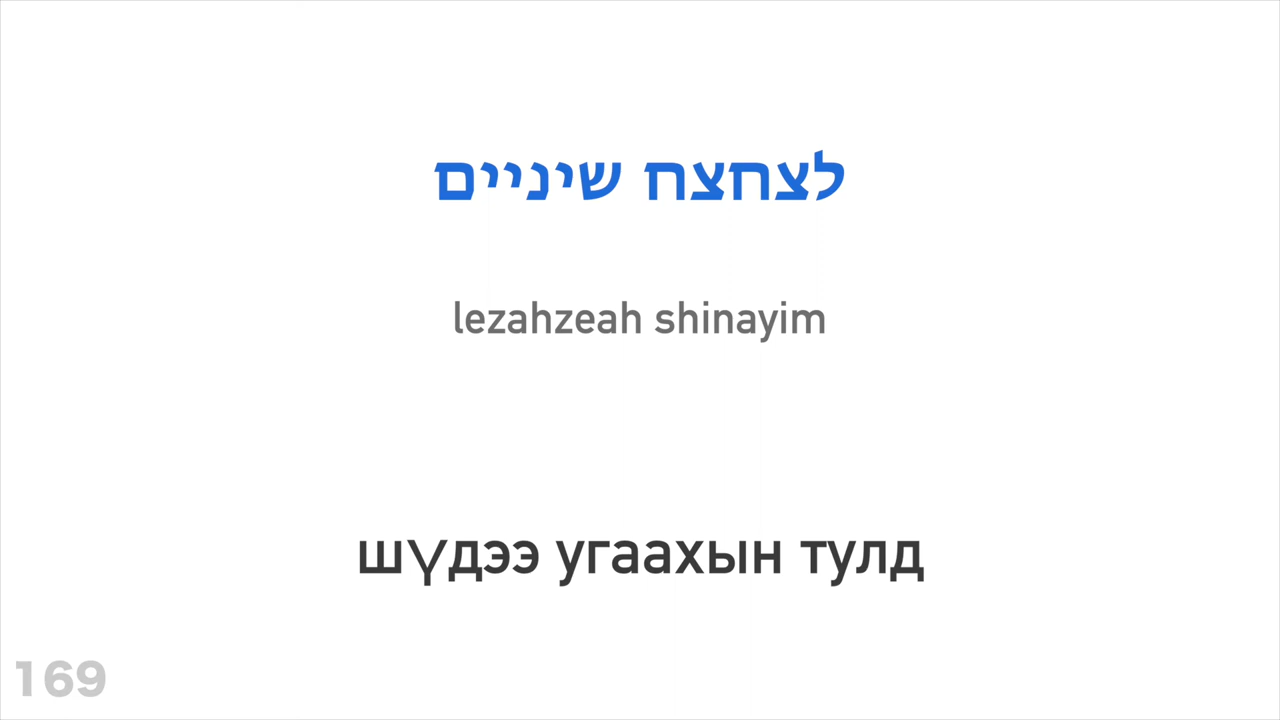 לצחצח שיניים
lezahzeah shinayim
шүдээ угаахын тулд
169